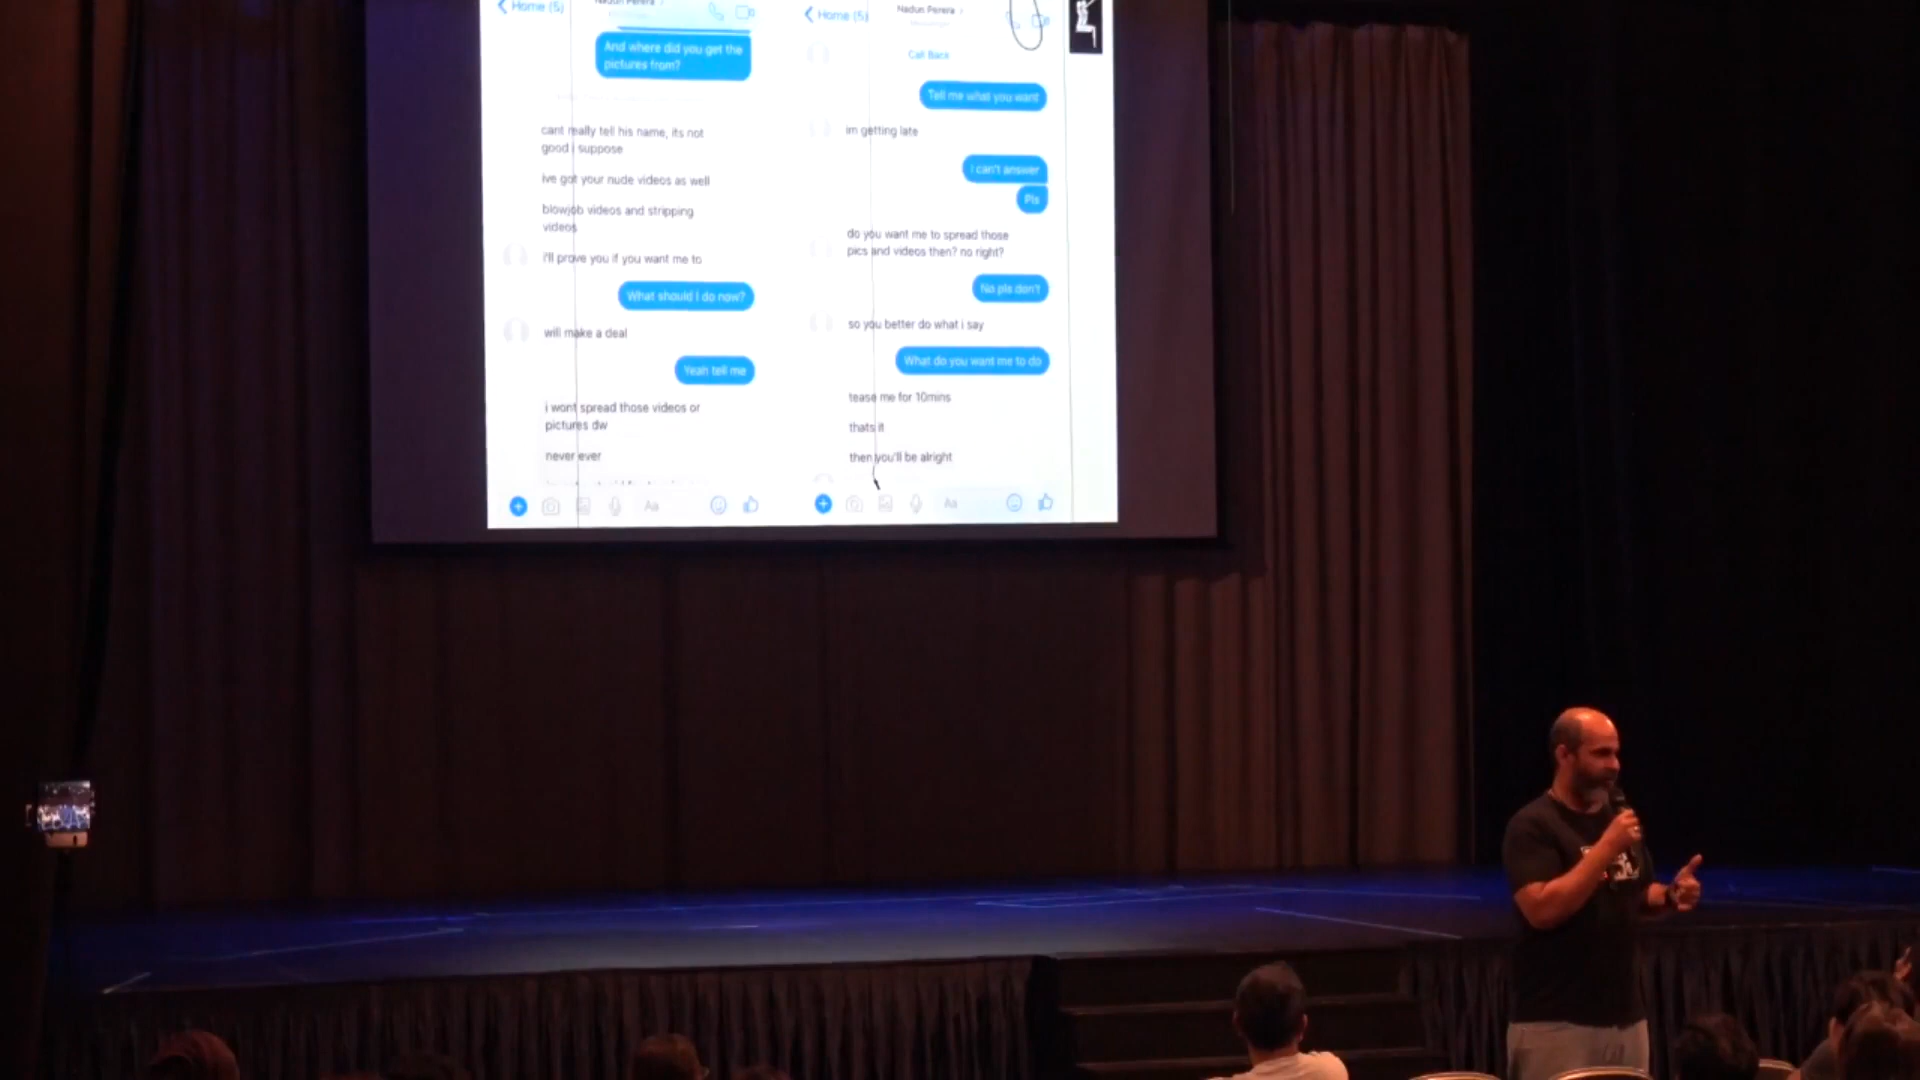 Home (5)
And where did you get the
pictures from?
cant really tell his name, its not
good i suppose
ive got your nude videos as well
blowjob videos and stripping
videos
i'll prove you if you want me to
What should I do now?
will make a deal
Yeah tell me
i wont spread those videos or
pictures dw
never ever
Aa
Home (5)
Nadun Perera
Messenger
Call Back
Tell me what you want
im getting late
I can't answer
Pls
do you want me to spread those
pics and videos then? no right?
No pls don't
so you better do what i say
What do you want me to do
tease me for 10mins
thats it
then you'll be alright
Aa